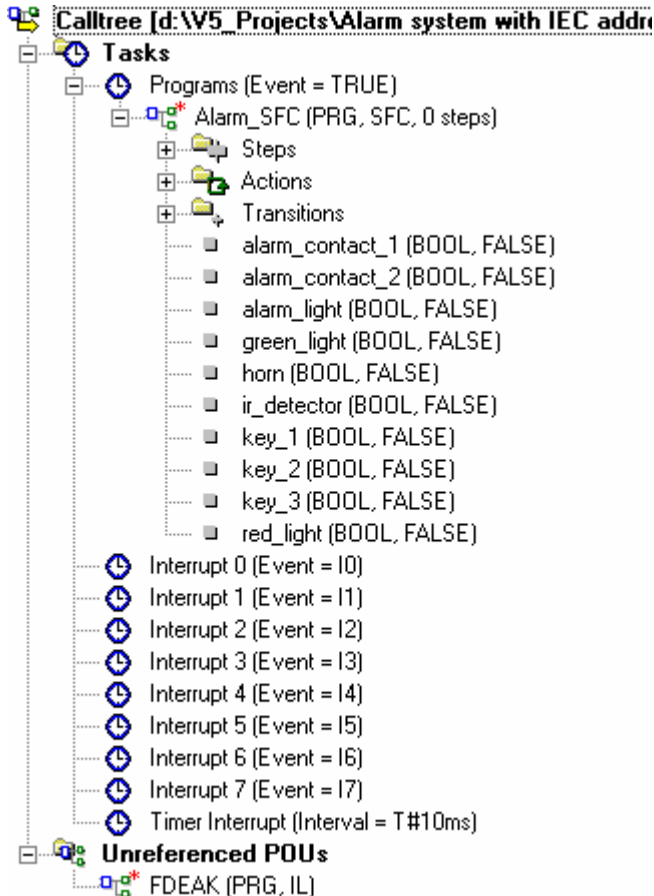 Calltree [d:\V5_Projects\Alarm system with IEC addre
Tasks
Programs (Event = TRUE)
Alarm_SFC (PRG, SFC, 0 steps)
Steps
Actions
Transitions
alarm_contact_1 (BOOL, FALSE)
alarm_contact_2 (BOOL, FALSE)
alarm_light (BOOL, FALSE)
green_light (BOOL, FALSE)
horn (BOOL, FALSE)
ir_detector (BOOL, FALSE)
key_1 (BOOL, FALSE)
key_2 (BOOL, FALSE)
key_3 (BOOL, FALSE)
red_light (BOOL, FALSE)
Interrupt 0 (Event = I0)
Interrupt 1 (Event = I1)
Interrupt 2 (Event = I2)
Interrupt 3 (Event = I3)
Interrupt 4 (Event = I4)
Interrupt 5 (Event = I5)
Interrupt 6 (Event = I6)
Interrupt 7 (Event = I7)
Timer Interrupt (Interval = T#10ms)
Unreferenced POUs
FDEAK (PRG, IL)